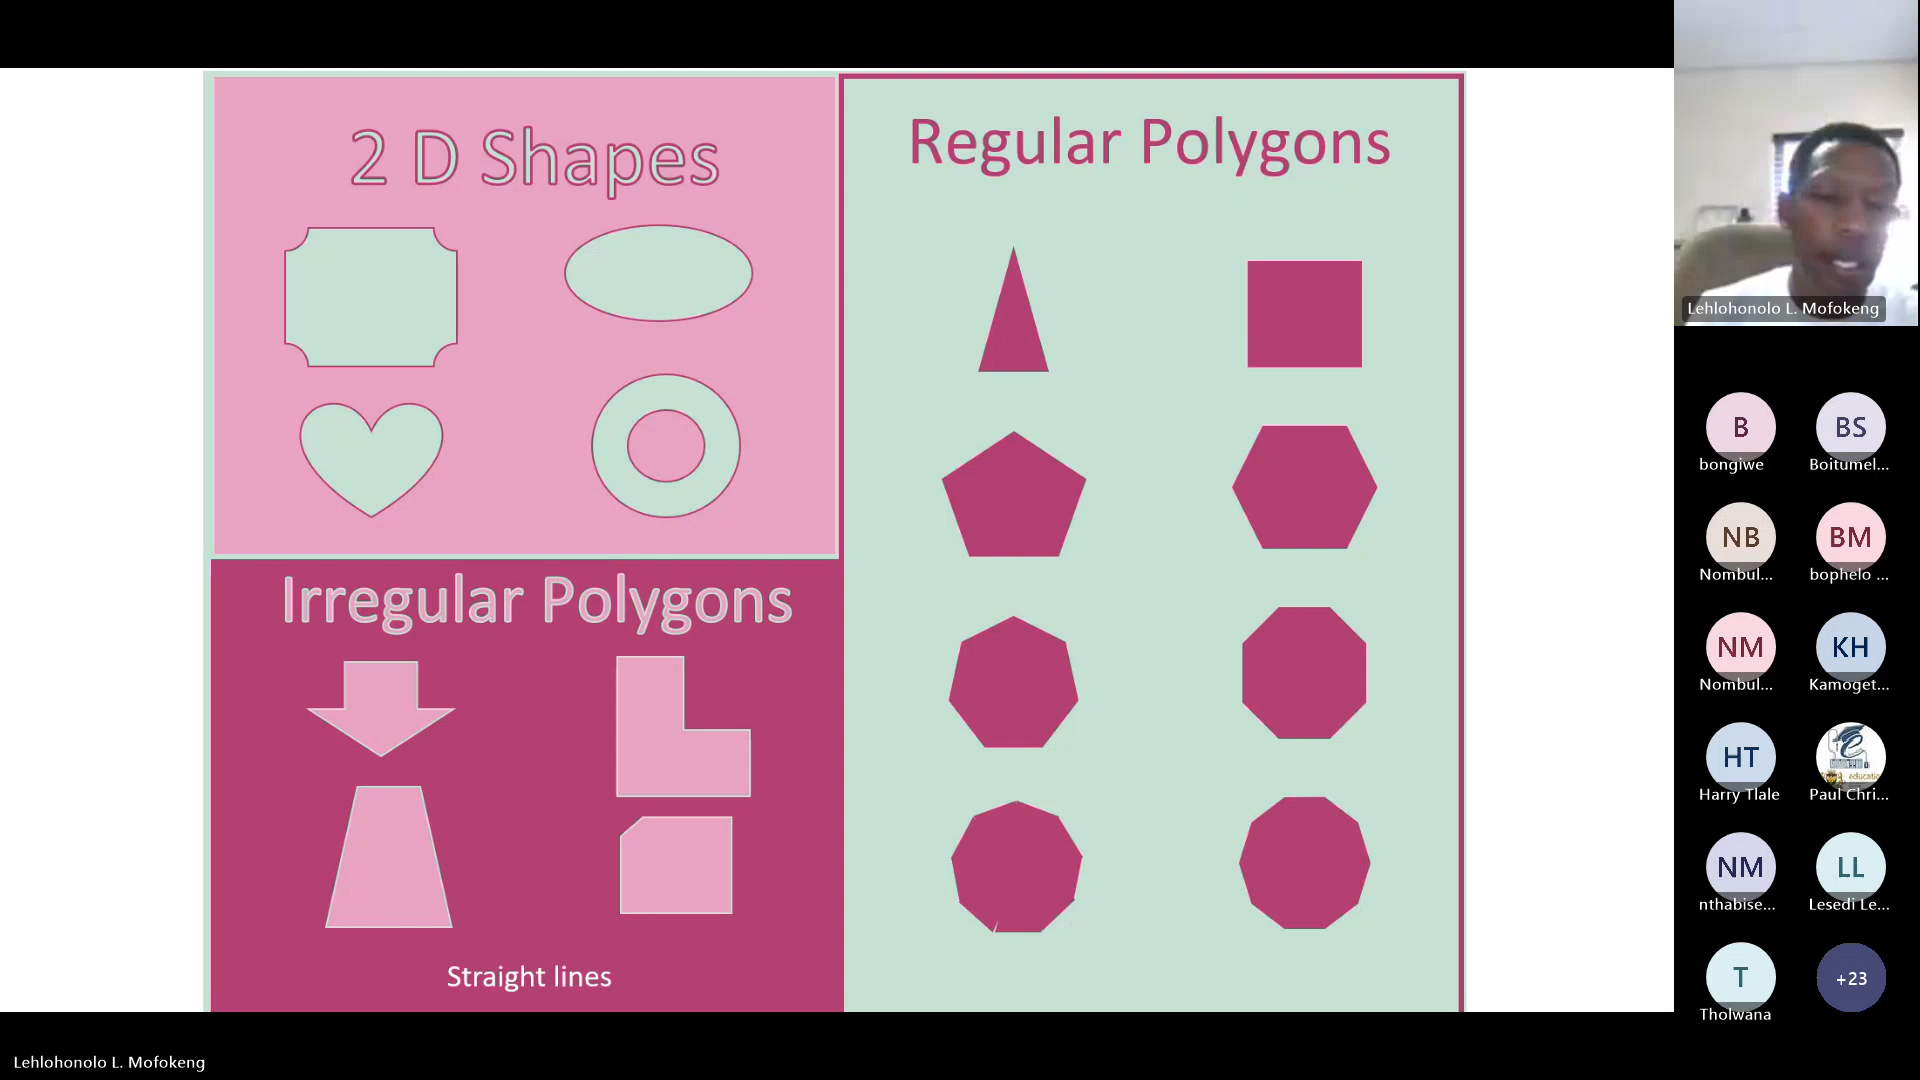 2 D Shapes
Regular Polygons
Irregular Polygons
Straight lines
Lehlohonolo L. Mofokeng
B
BS
bongiwe
Boitumel...
NB
BM
Nombul...
bophelo ...
NM
KH
Nombul...
Kamoget...
HT
Harry Tlale
Paul Chri...
NM
LL
nthabise...
Lesedi Le...
T
+23
Tholwana
Lehlohonolo L. Mofokeng